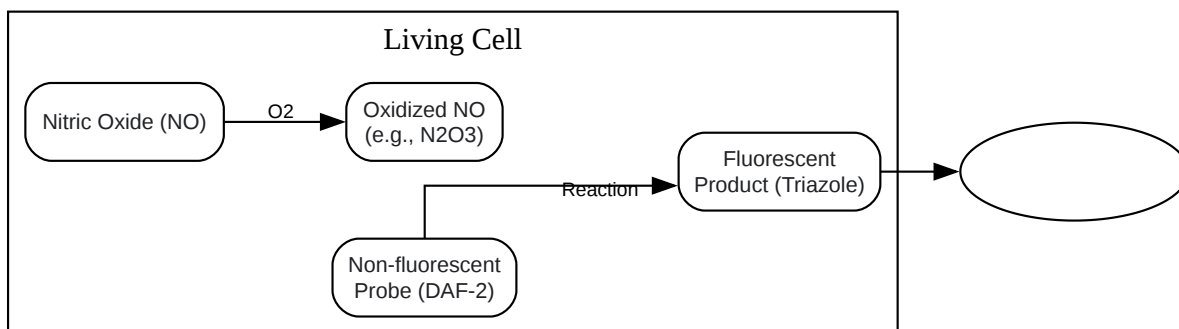 Living Cell
Nitric Oxide (NO)
O2
Oxidized NO
(e.g., N2O3)
Fluorescent
Product (Triazole)
Reaction
Non-fluorescent
Probe (DAF-2)